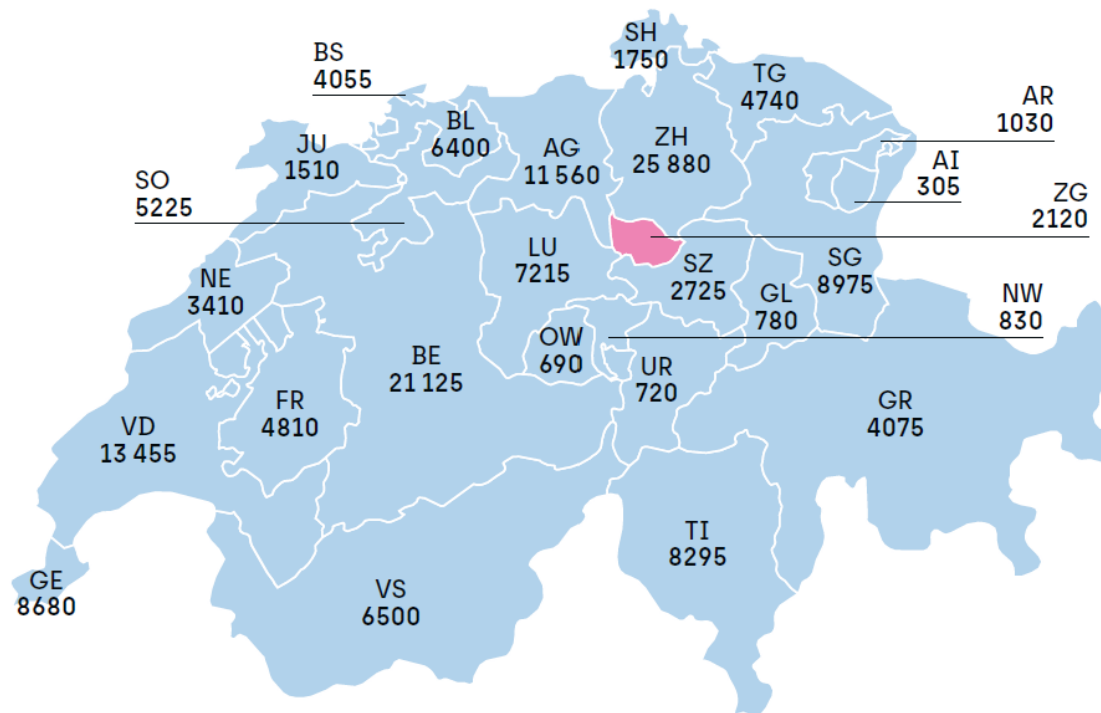 SH
1750
BS
4055
TG
4740
AR
1030
BL
6400
ZH
25 880
JU
1510
AG
11 560
AI
305
SO
5225
ZG
2120
LU
7215
SZ
2725
SG
8975
NE
3410
GL
780
NW
830
OW
690
BE
21 125
UR
720
FR
4810
GR
4075
VD
13 455
TI
8295
GE
8680
VS
6500